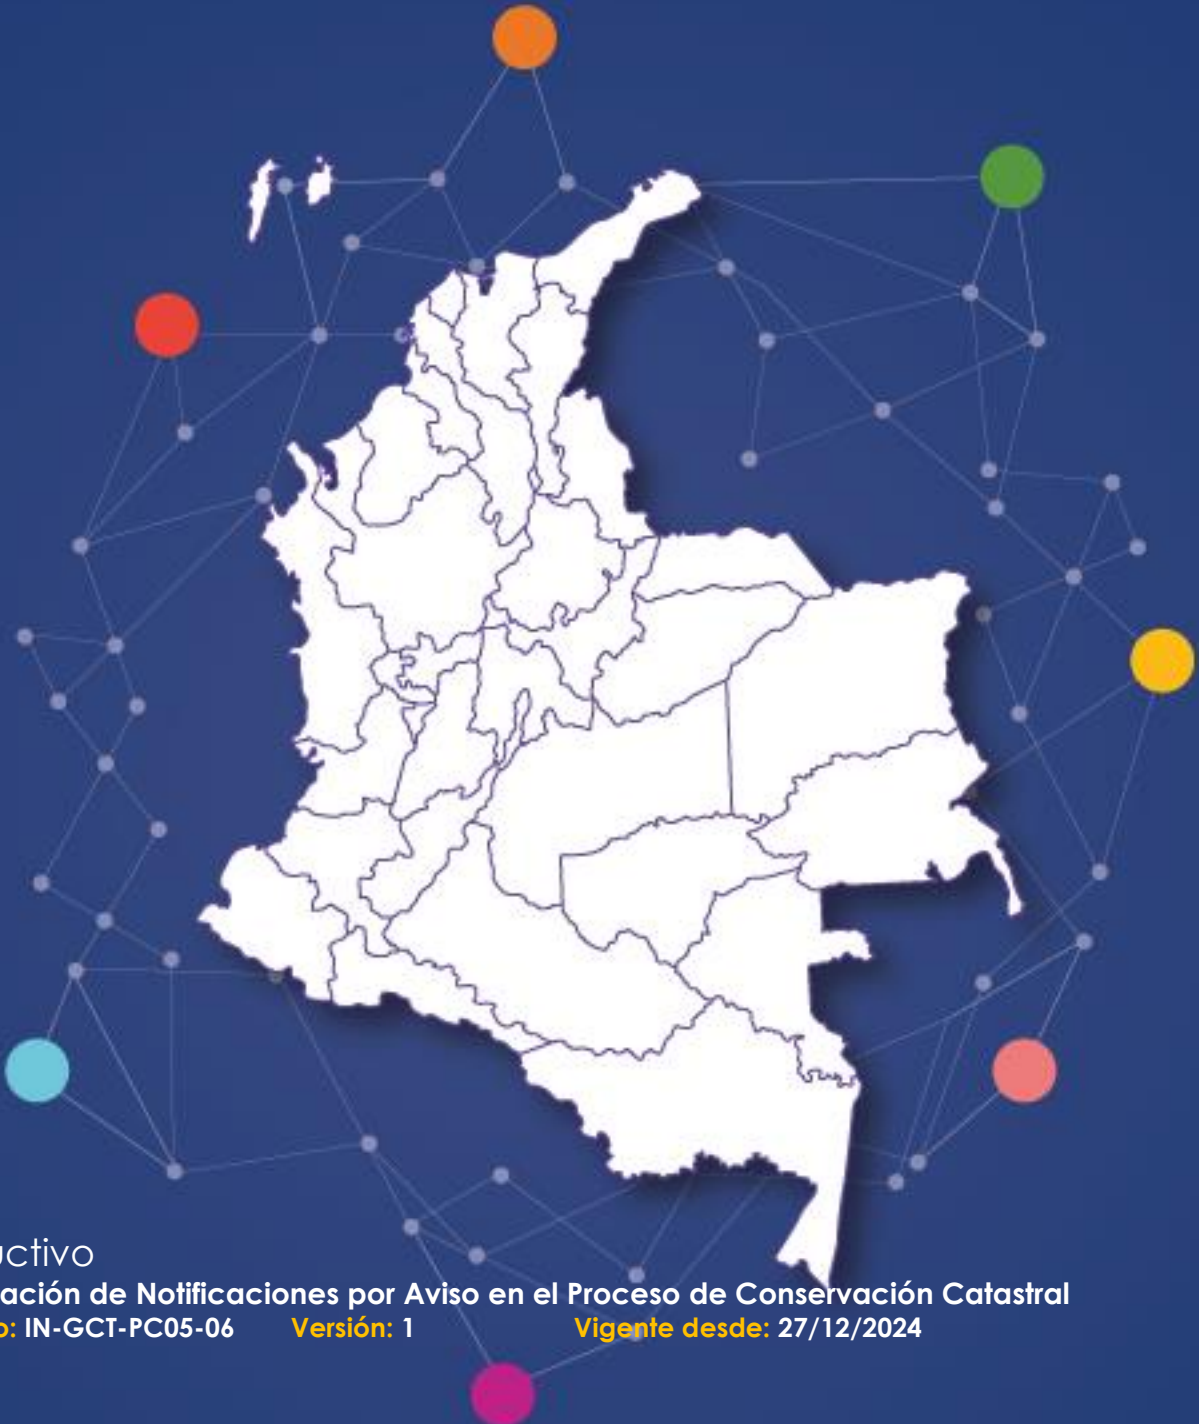 uctivo
ación de Notificaciones por Aviso en el Proceso de Conservación Catastral
o: IN-GCT-PC05-06 Versión: 1 Vigente desde: 27/12/2024